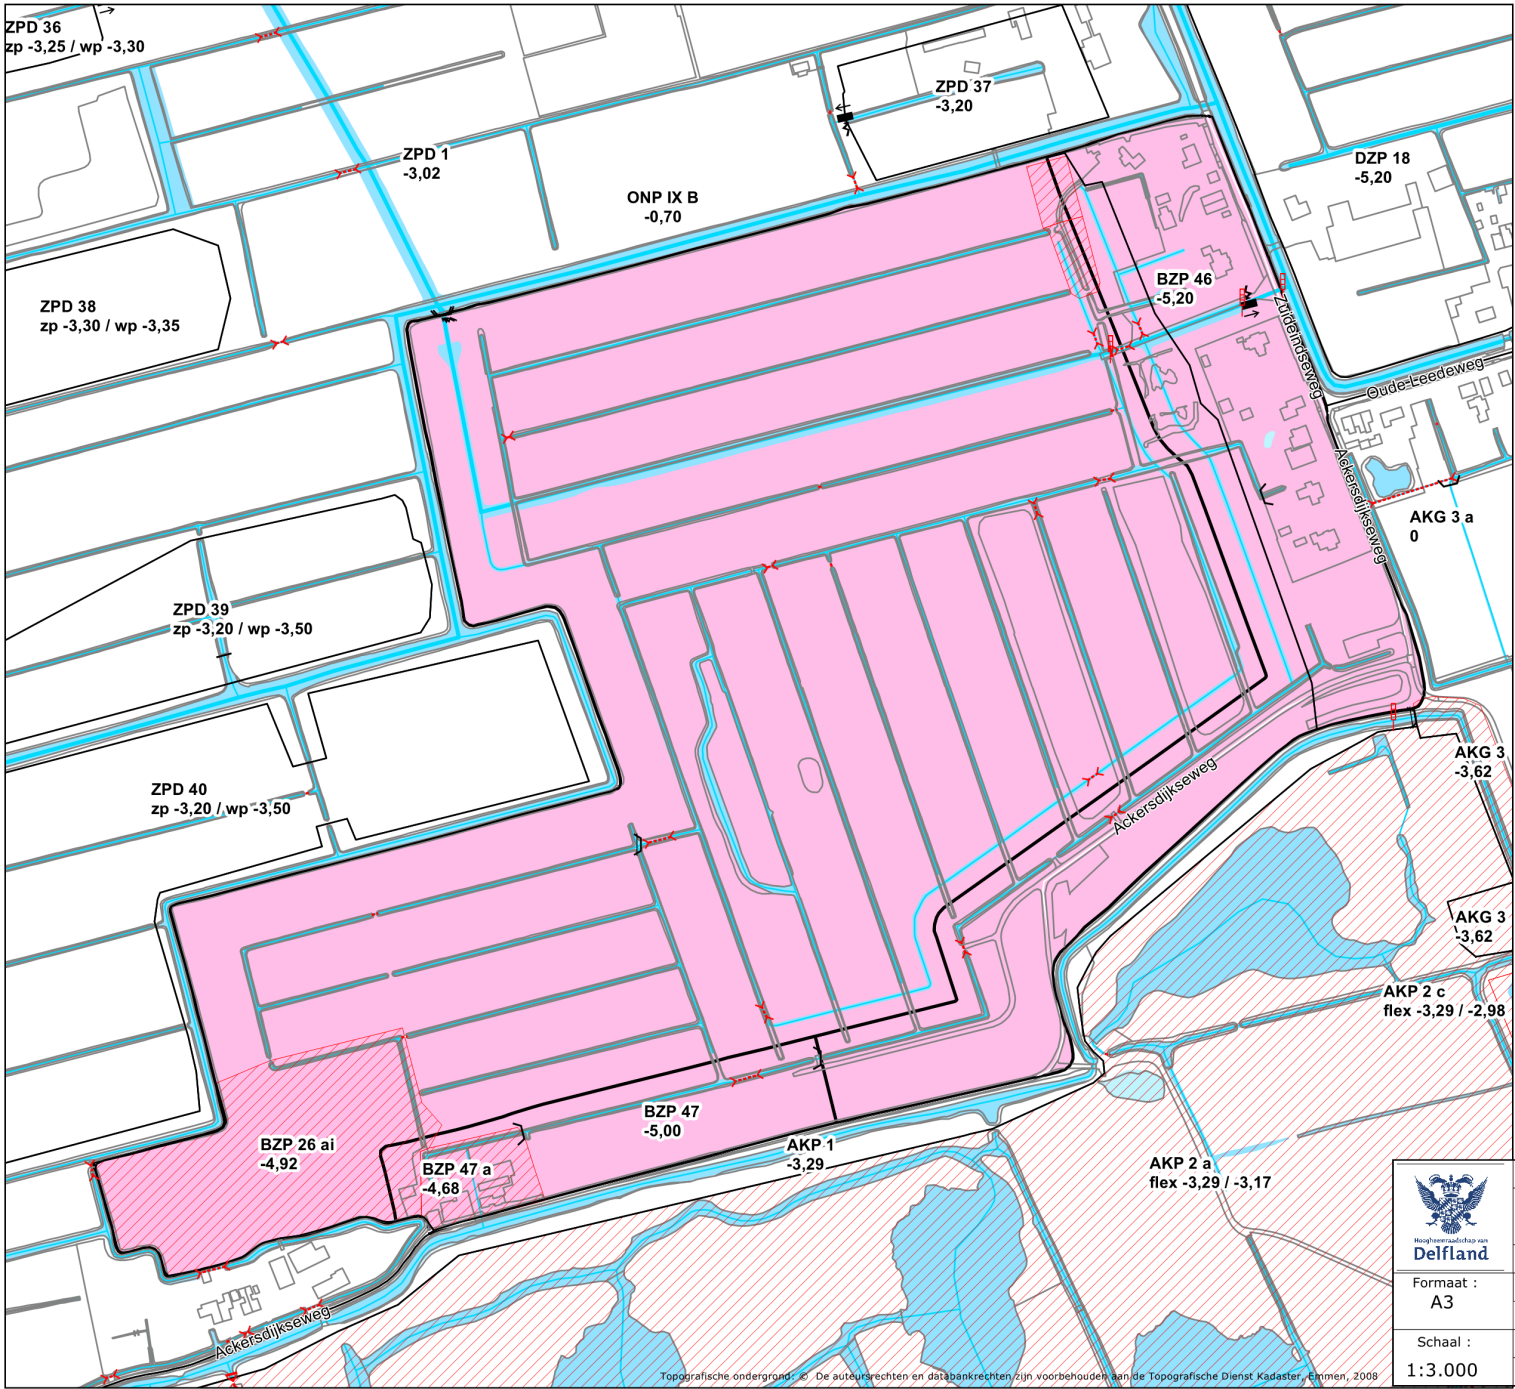 ZPD 36
zp -3,25 / wp -3,30
ZPD 37
-3,20
ZPD 1
-3,02
DZP 18
-5,20
ONP IX B
-0,70
BZP 46
-5,20
ZPD 38
zp -3,30 / wp -3,35
Zuideindseweg
Oude Leedeweg
Ackersdijkseweg
AKG 3 a
0
ZPD 39
zp -3,20 / wp -3,50
AKG 3
-3,62
ZPD 40
zp -3,20 / wp -3,50
Ackersdijkseweg
AKG 3
-3,62
AKP 2 c
flex -3,29 / -2,98
BZP 47
-5,00
BZP 26 ai
-4,92
AKP 1
-3,29
BZP 47 a
-4,68
AKP 2 a
flex -3,29 / -3,17
Ackersdijkseweg
Hoogheemraadschap van
Delfland
Formaat :
A3
Schaal :
1:3.000
Topografische ondergrond: © De auteursrechten en databankrechten zijn voorbehouden aan de Topografische Dienst Kadaster, Emmen, 2008